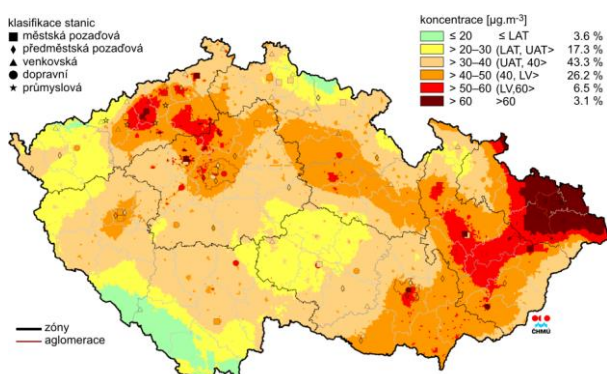 klasifikace stanic
městská pozaďová
předměstská pozaďová
venkovská
dopravní
průmyslová
koncentrace [µg.m-3]
≤ 20 ≤ LAT 3.6 %
> 20–30 (LAT, UAT> 17.3 %
> 30–40 (UAT, 40> 43.3 %
> 40–50 (40, LV> 26.2 %
> 50–60 (LV,60> 6.5 %
> 60 >60 3.1 %
zóny
aglomerace
ČHMÚ